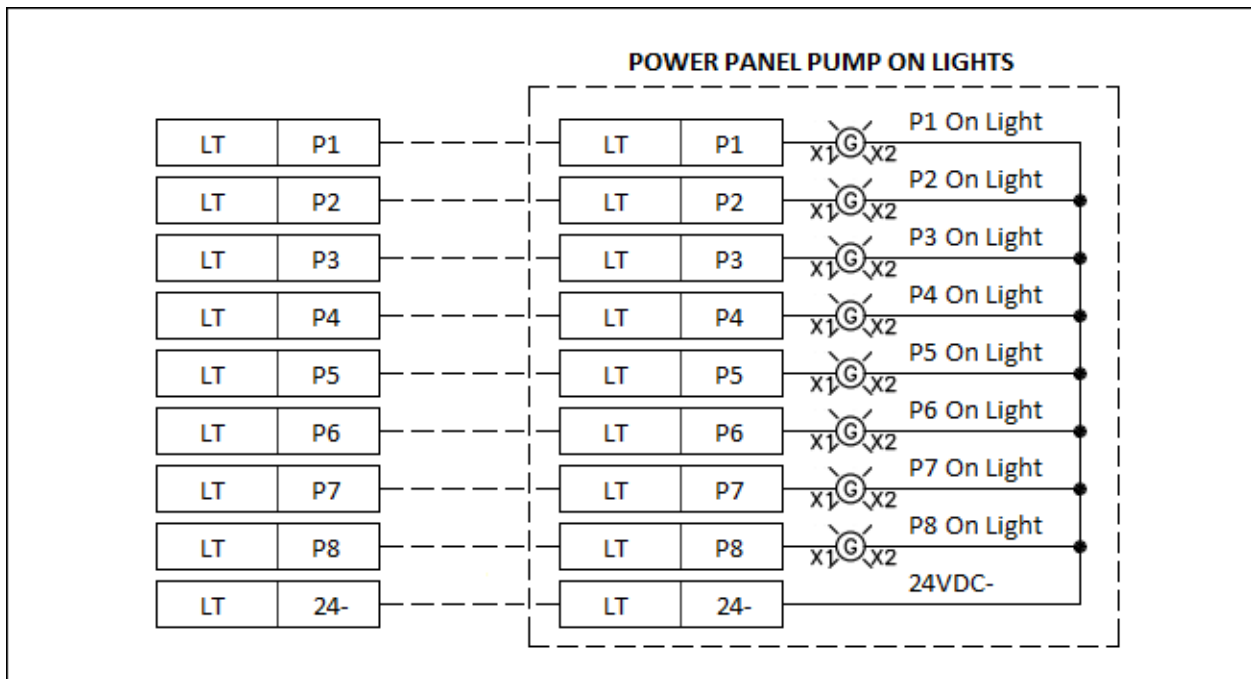 POWER PANEL PUMP ON LIGHTS
P1 On Light
LT P1 LT P1 X1 G X2
P2 On Light
LT P2 LT P2 X1 G X2
P3 On Light
LT P3 LT P3 X1 G X2
P4 On Light
LT P4 LT P4 X1 G X2
P5 On Light
LT P5 LT P5 X1 G X2
P6 On Light
LT P6 LT P6 X1 G X2
P7 On Light
LT P7 LT P7 X1 G X2
P8 On Light
LT P8 LT P8 X1 G X2
24VDC-
LT 24- LT 24-